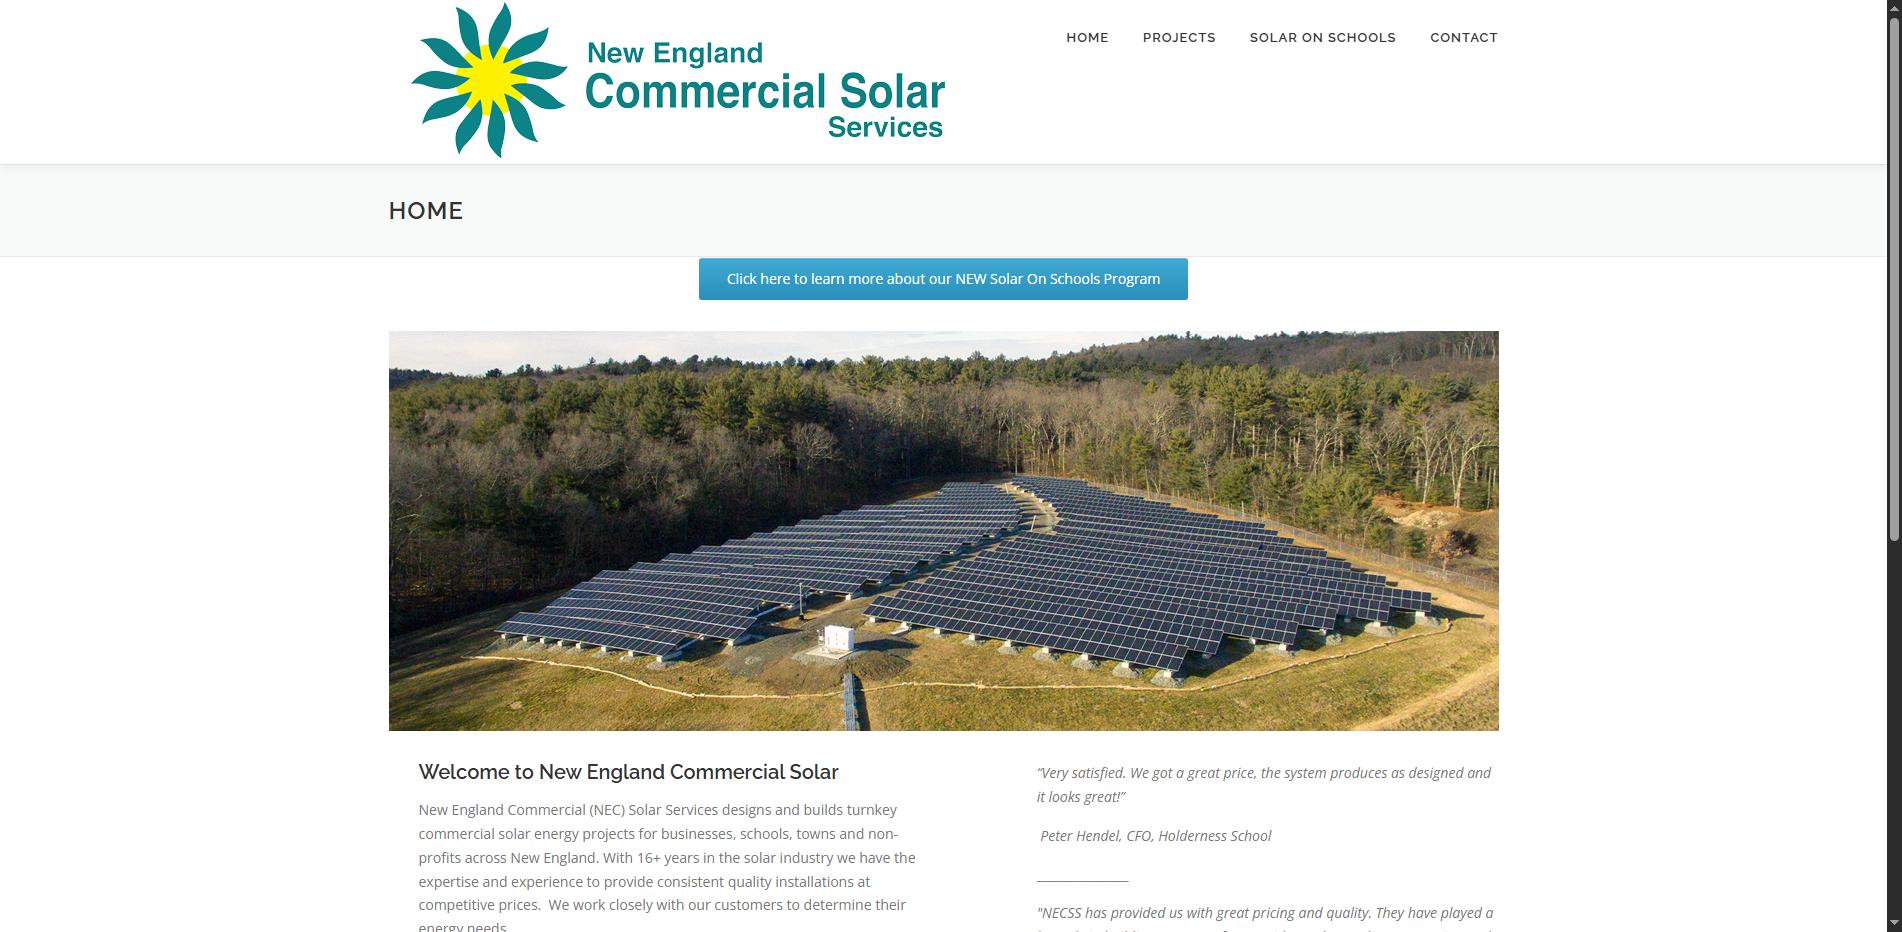 New England
Commercial Solar
Services
HOME
PROJECTS
SOLAR ON SCHOOLS
CONTACT
HOME
Click here to learn more about our NEW Solar On Schools Program
Welcome to New England Commercial Solar
New England Commercial (NEC) Solar Services designs and builds turnkey
commercial solar energy projects for businesses, schools, towns and non-
profits across New England. With 16+ years in the solar industry we have the
expertise and experience to provide consistent quality installations at
competitive prices.  We work closely with our customers to determine their
energy needs
“Very satisfied. We got a great price, the system produces as designed and
it looks great!”
Peter Hendel, CFO, Holderness School
_______________
"NECSS has provided us with great pricing and quality. They have played a